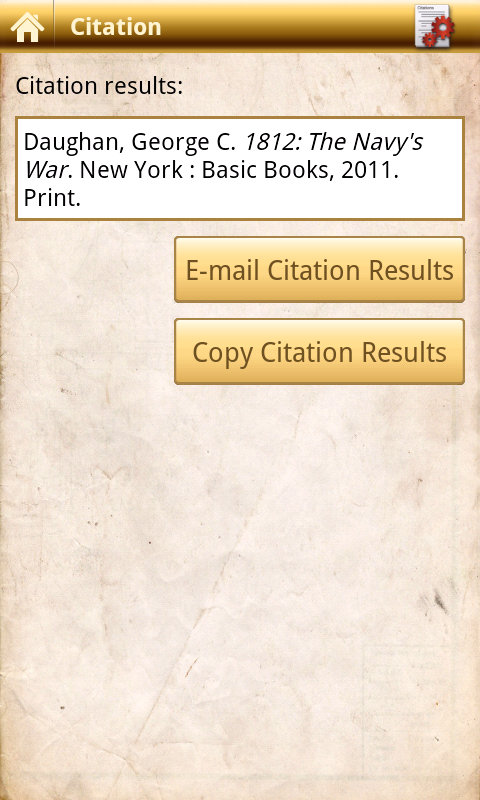 Citation
Citations
Citation results:
Daughan, George C. 1812: The Navy's
War. New York : Basic Books, 2011.
Print.
E-mail Citation Results
Copy Citation Results